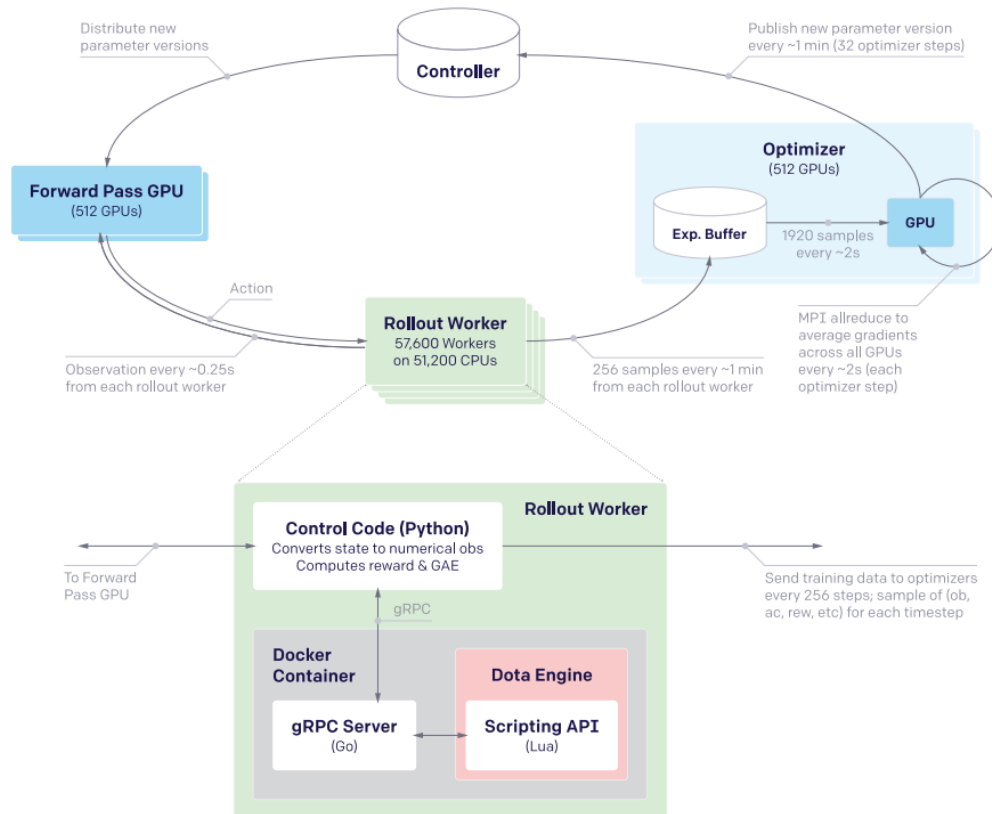 Distribute new
parameter versions
Controller
Publish new parameter version
every ~1 min (32 optimizer steps)
Forward Pass GPU
(512 GPUs)
Optimizer
(512 GPUs)
Exp. Buffer
1920 samples
every ~2s
GPU
Action
Observation every ~0.25s
from each rollout worker
Rollout Worker
57,600 Workers
on 51,200 CPUs
256 samples every ~1 min
from each rollout worker
MPI allreduce to
average gradients
across all GPUs
every ~2s (each
optimizer step)
Rollout Worker
Control Code (Python)
Converts state to numerical obs
Computes reward & GAE
To Forward
Pass GPU
Send training data to optimizers
every 256 steps; sample of (ob,
ac, rew, etc) for each timestep
gRPC
Docker
Container
Dota Engine
gRPC Server
(Go)
Scripting API
(Lua)